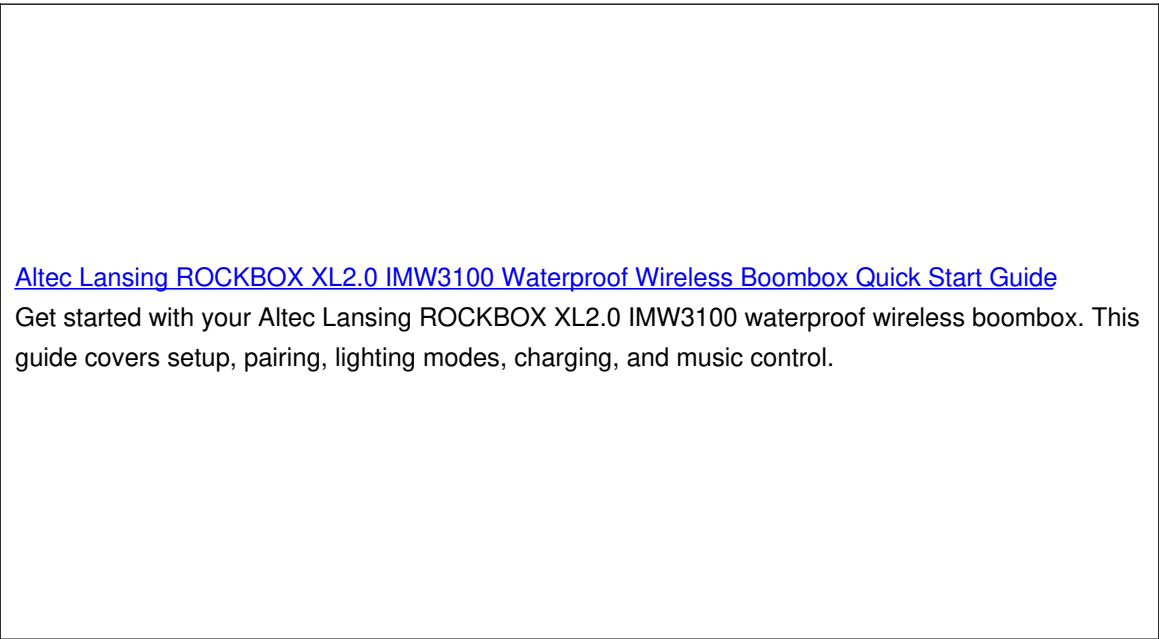 Altec Lansing ROCKBOX XL2.0 IMW3100 Waterproof Wireless Boombox Quick Start Guide
Get started with your Altec Lansing ROCKBOX XL2.0 IMW3100 waterproof wireless boombox. This
guide covers setup, pairing, lighting modes, charging, and music control.